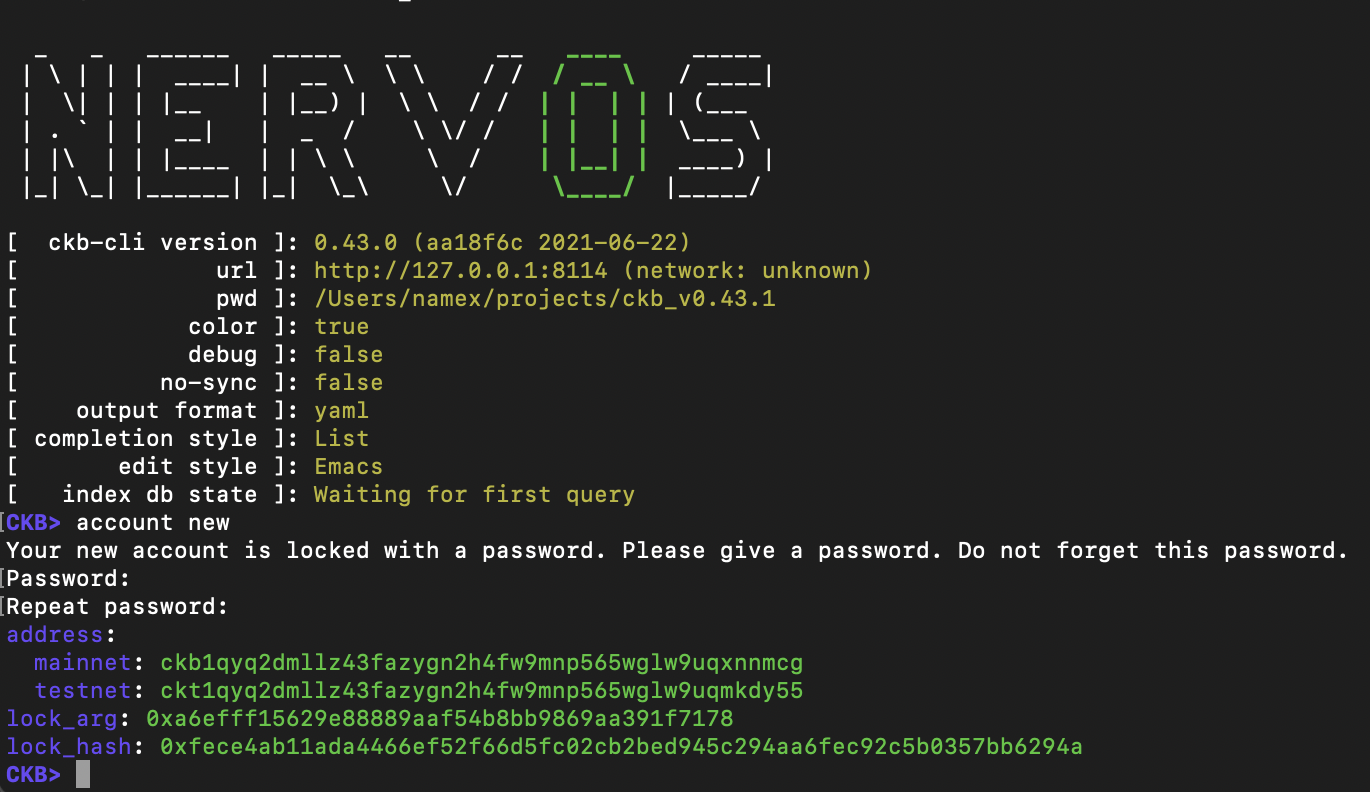 NERVOS
[  ckb-cli version ]: 0.43.0 (aa18f6c 2021-06-22)
[              url ]: http://127.0.0.1:8114 (network: unknown)
[              pwd ]: /Users/namex/projects/ckb_v0.43.1
[            color ]: true
[            debug ]: false
[          no-sync ]: false
[    output format ]: yaml
[ completion style ]: List
[       edit style ]: Emacs
[   index db state ]: Waiting for first query
CKB> account new
Your new account is locked with a password. Please give a password. Do not forget this password.
Password:
Repeat password:
address:
  mainnet: ckb1qyq2dmllz43fazygn2h4fw9mnp565wglw9uqxnnmcg
  testnet: ckt1qyq2dmllz43fazygn2h4fw9mnp565wglw9uqmkdy55
lock_arg: 0xa6efff15629e88889aaf54b8bb9869aa391f7178
lock_hash: 0xfece4ab11ada4466ef52f66d5fc02cb2bed945c294aa6fec92c5b0357bb6294a
CKB>